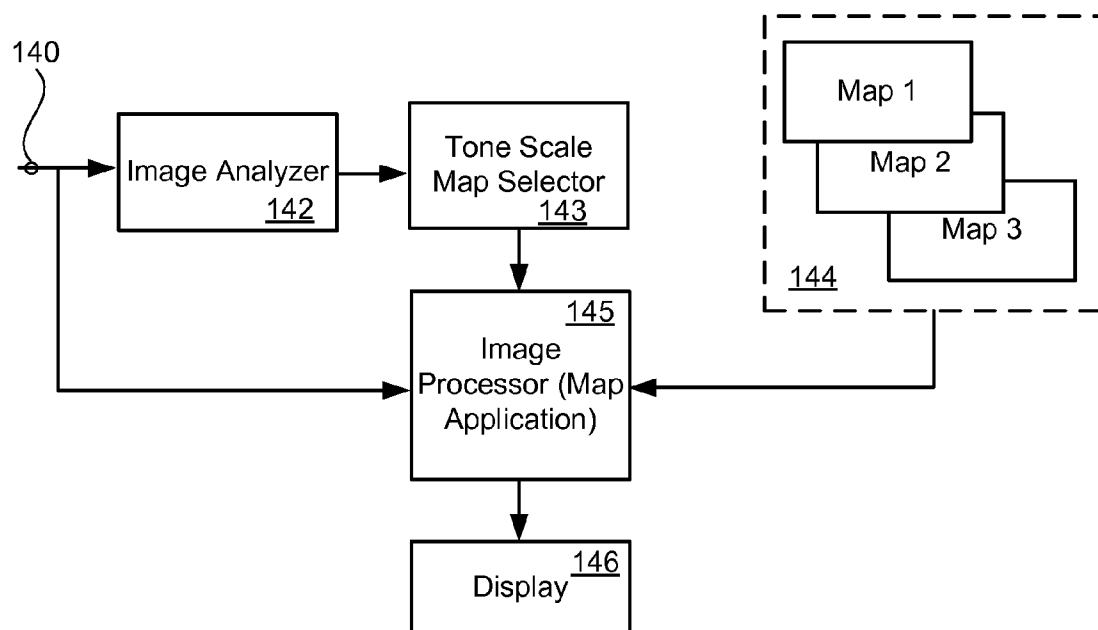 140
Image Analyzer
142
Tone Scale
Map Selector
143
Map 1
Map 2
Map 3
144
145
Image
Processor (Map
Application)
146
Display